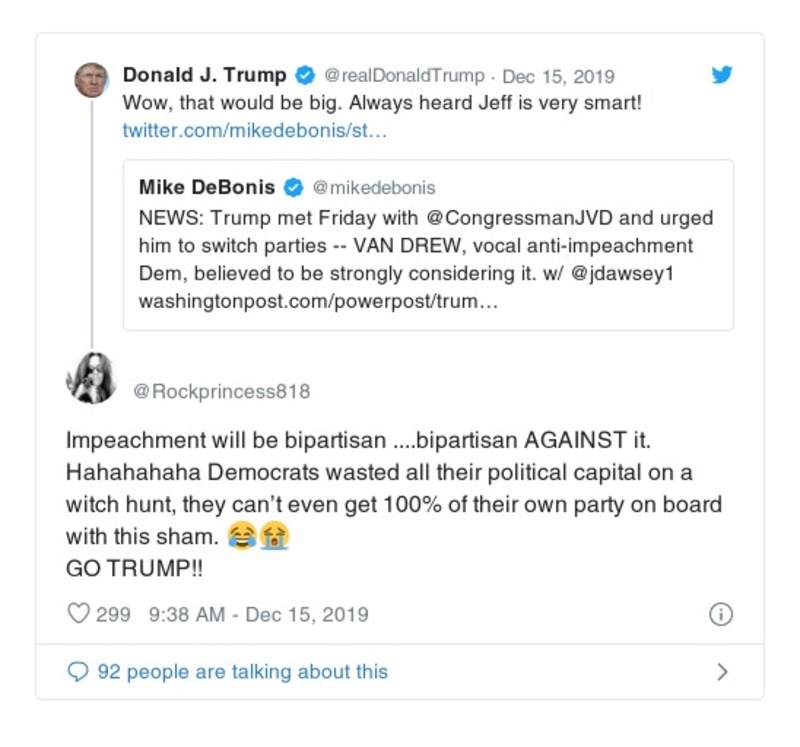 Donald J. Trump @realDonaldTrump · Dec 15, 2019
Wow, that would be big. Always heard Jeff is very smart!
twitter.com/mikedebonis/st…
Mike DeBonis @mikedebonis
NEWS: Trump met Friday with @CongressmanJVD and urged
him to switch parties -- VAN DREW, vocal anti-impeachment
Dem, believed to be strongly considering it. w/ @jdawsey1
washingtonpost.com/powerpost/trum…
@Rockprincess818
Impeachment will be bipartisan ....bipartisan AGAINST it.
Hahahahaha Democrats wasted all their political capital on a
witch hunt, they can’t even get 100% of their own party on board
with this sham. 😂😭
GO TRUMP!!
299 9:38 AM - Dec 15, 2019
92 people are talking about this